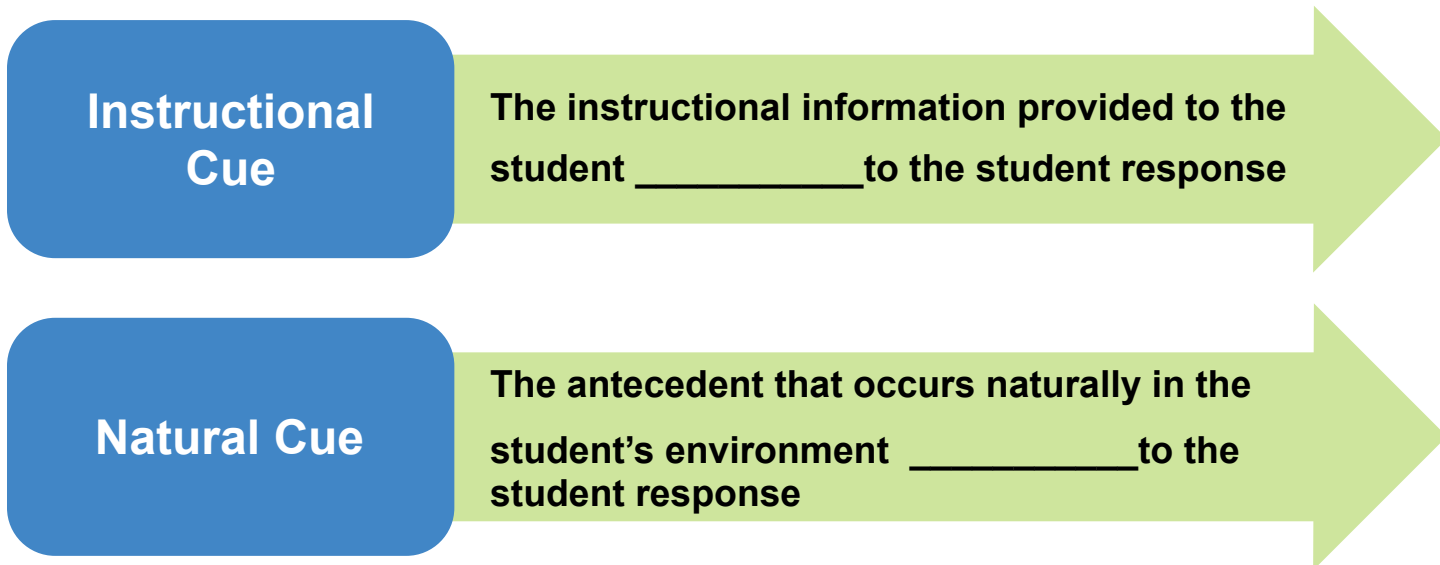 Instructional
Cue
The instructional information provided to the
student ___________to the student response
Natural Cue
The antecedent that occurs naturally in the
student’s environment ___________to the
student response